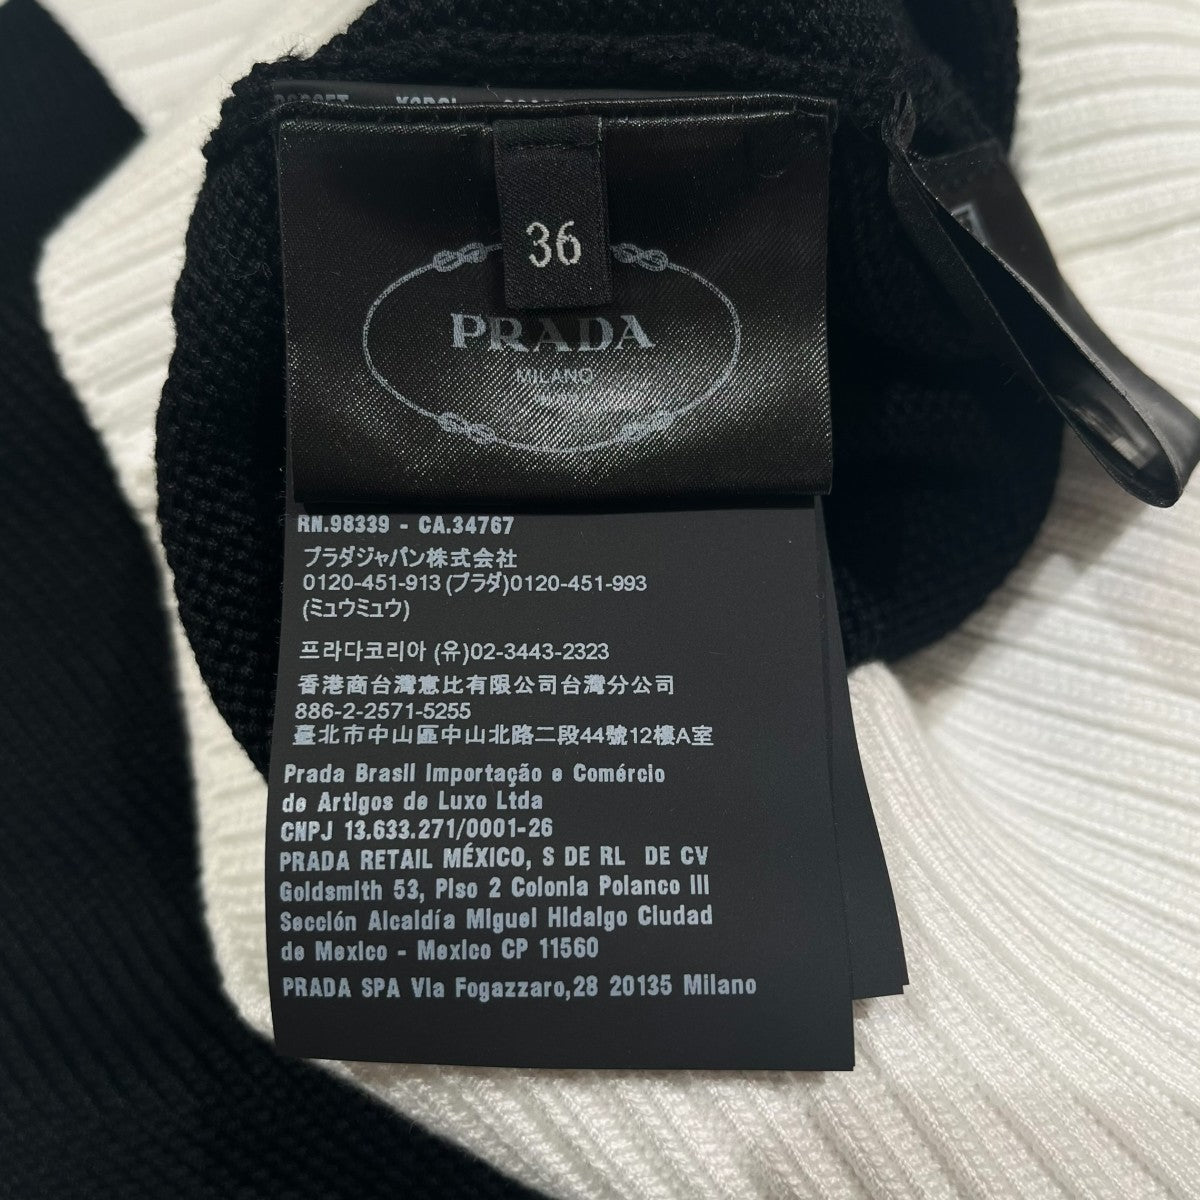 36
PRADA
MILANO
RN.98339 - CA.34767
プラダジャパン株式会社
0120-451-913(プラダ)0120-451-993
(ミュウミュウ)
프라다코리아 (유)02-3443-2323
香港商台灣意比有限公司台灣分公司
886-2-2571-5255
臺北市中山區中山北路二段44號12樓A室
Prada Brasil Importação e Comércio
de Artigos de Luxo Ltda
CNPJ 13.633.271/0001-26
PRADA RETAIL MÉXICO, S DE RL DE CV
Goldsmith 53, Piso 2 Colonia Polanco III
Sección Alcaldía Miguel Hidalgo Ciudad
de Mexico - Mexico CP 11560
PRADA SPA Via Fogazzaro,28 20135 Milano